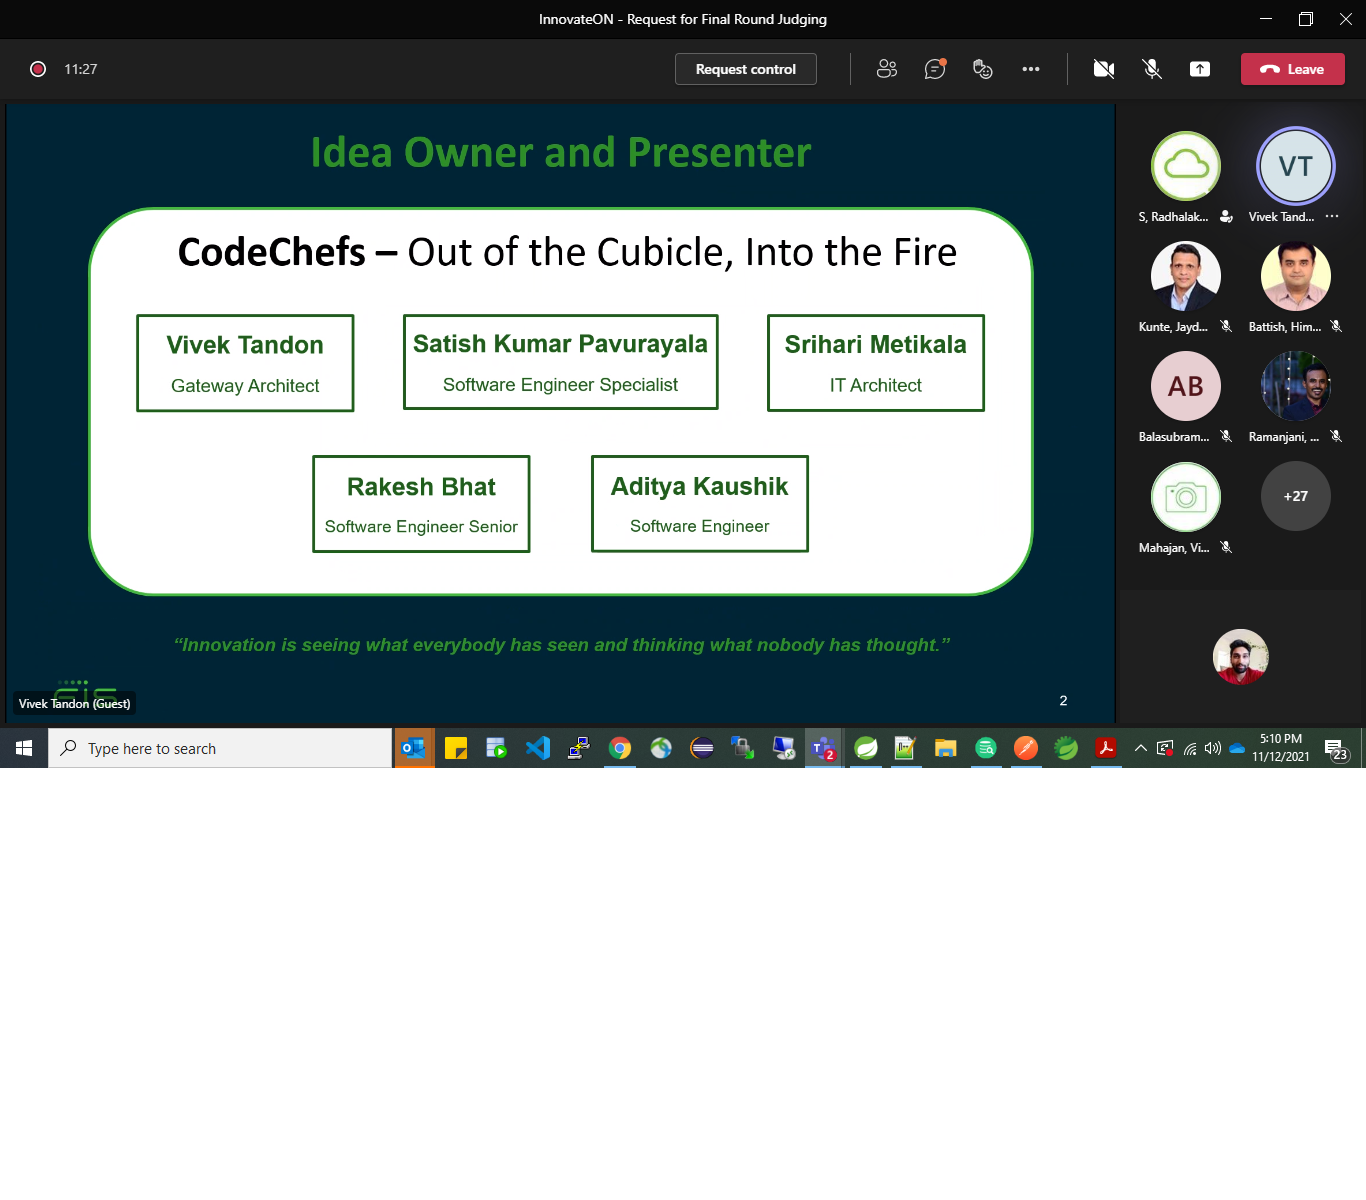 InnovateON - Request for Final Round Judging
11:27
Request control
Leave
Idea Owner and Presenter
CodeChefs – Out of the Cubicle, Into the Fire
Vivek Tandon
Gateway Architect
Satish Kumar Pavurayala
Software Engineer Specialist
Srihari Metikala
IT Architect
Rakesh Bhat
Software Engineer Senior
Aditya Kaushik
Software Engineer
“Innovation is seeing what everybody has seen and thinking what nobody has thought.”
Vivek Tandon (Guest)
2
S, Radhalak...
VT
Vivek Tand...
Kunte, Jayd...
Battish, Him...
AB
Balasubram...
Ramanjani, ...
Mahajan, Vi...
+27
Type here to search
2
5:10 PM
11/12/2021
23